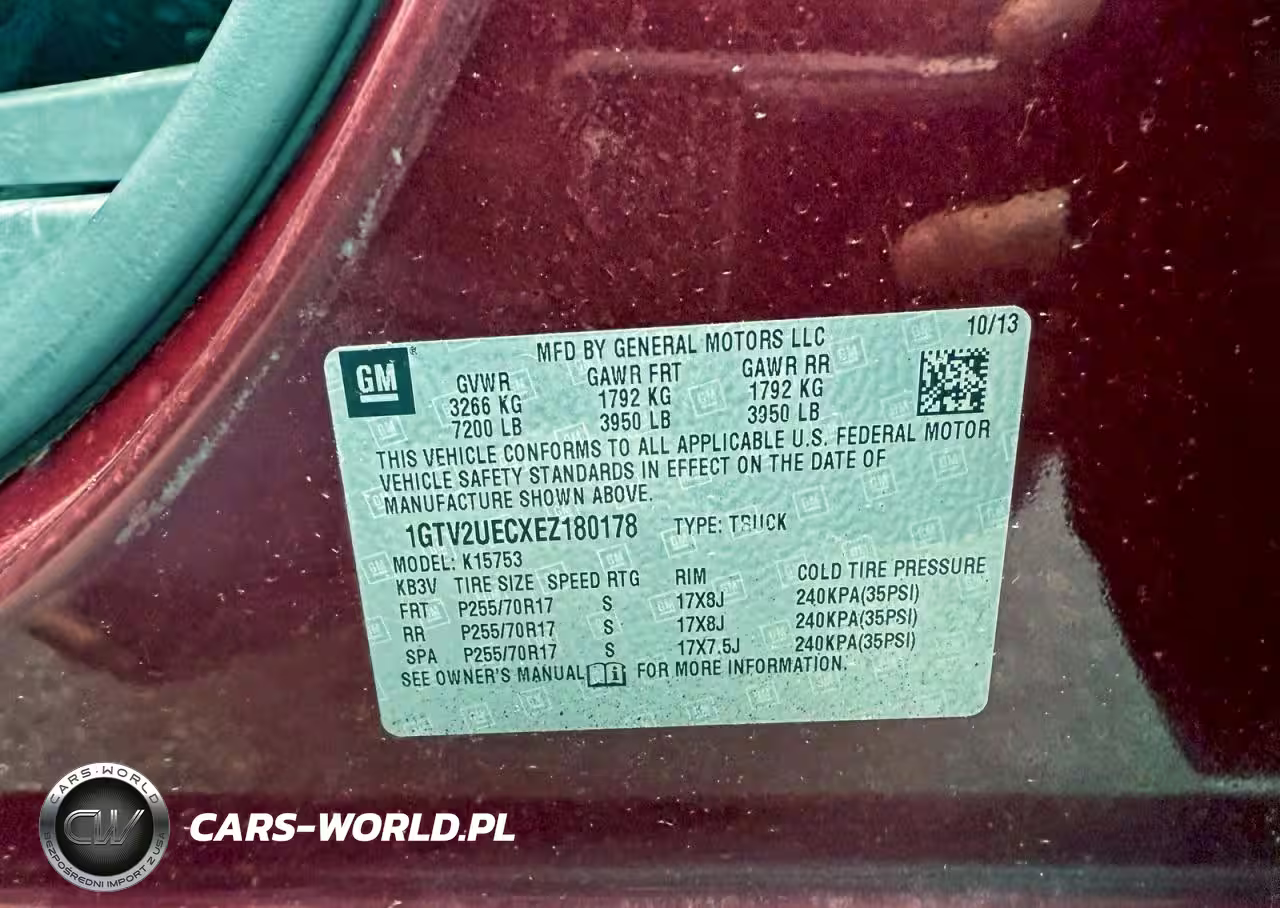 10/13
MFD BY GENERAL MOTORS LLC
GM
GVWR GAWR FRT GAWR RR
3266 KG 1792 KG 1792 KG
7200 LB 3950 LB 3950 LB
THIS VEHICLE CONFORMS TO ALL APPLICABLE U.S. FEDERAL MOTOR
VEHICLE SAFETY STANDARDS IN EFFECT ON THE DATE OF
MANUFACTURE SHOWN ABOVE.
1GTV2UECXEZ180178 TYPE: TRUCK
MODEL: K15753
KB3V TIRE SIZE SPEED RTG RIM COLD TIRE PRESSURE
FRT P255/70R17 S 17X8J 240KPA(35PSI)
RR P255/70R17 S 17X8J 240KPA(35PSI)
SPA P255/70R17 S 17X7.5J 240KPA(35PSI)
SEE OWNER'S MANUAL FOR MORE INFORMATION.
CARS-WORLD
CW
BEZPOŚREDNI IMPORT Z USA
CARS-WORLD.PL